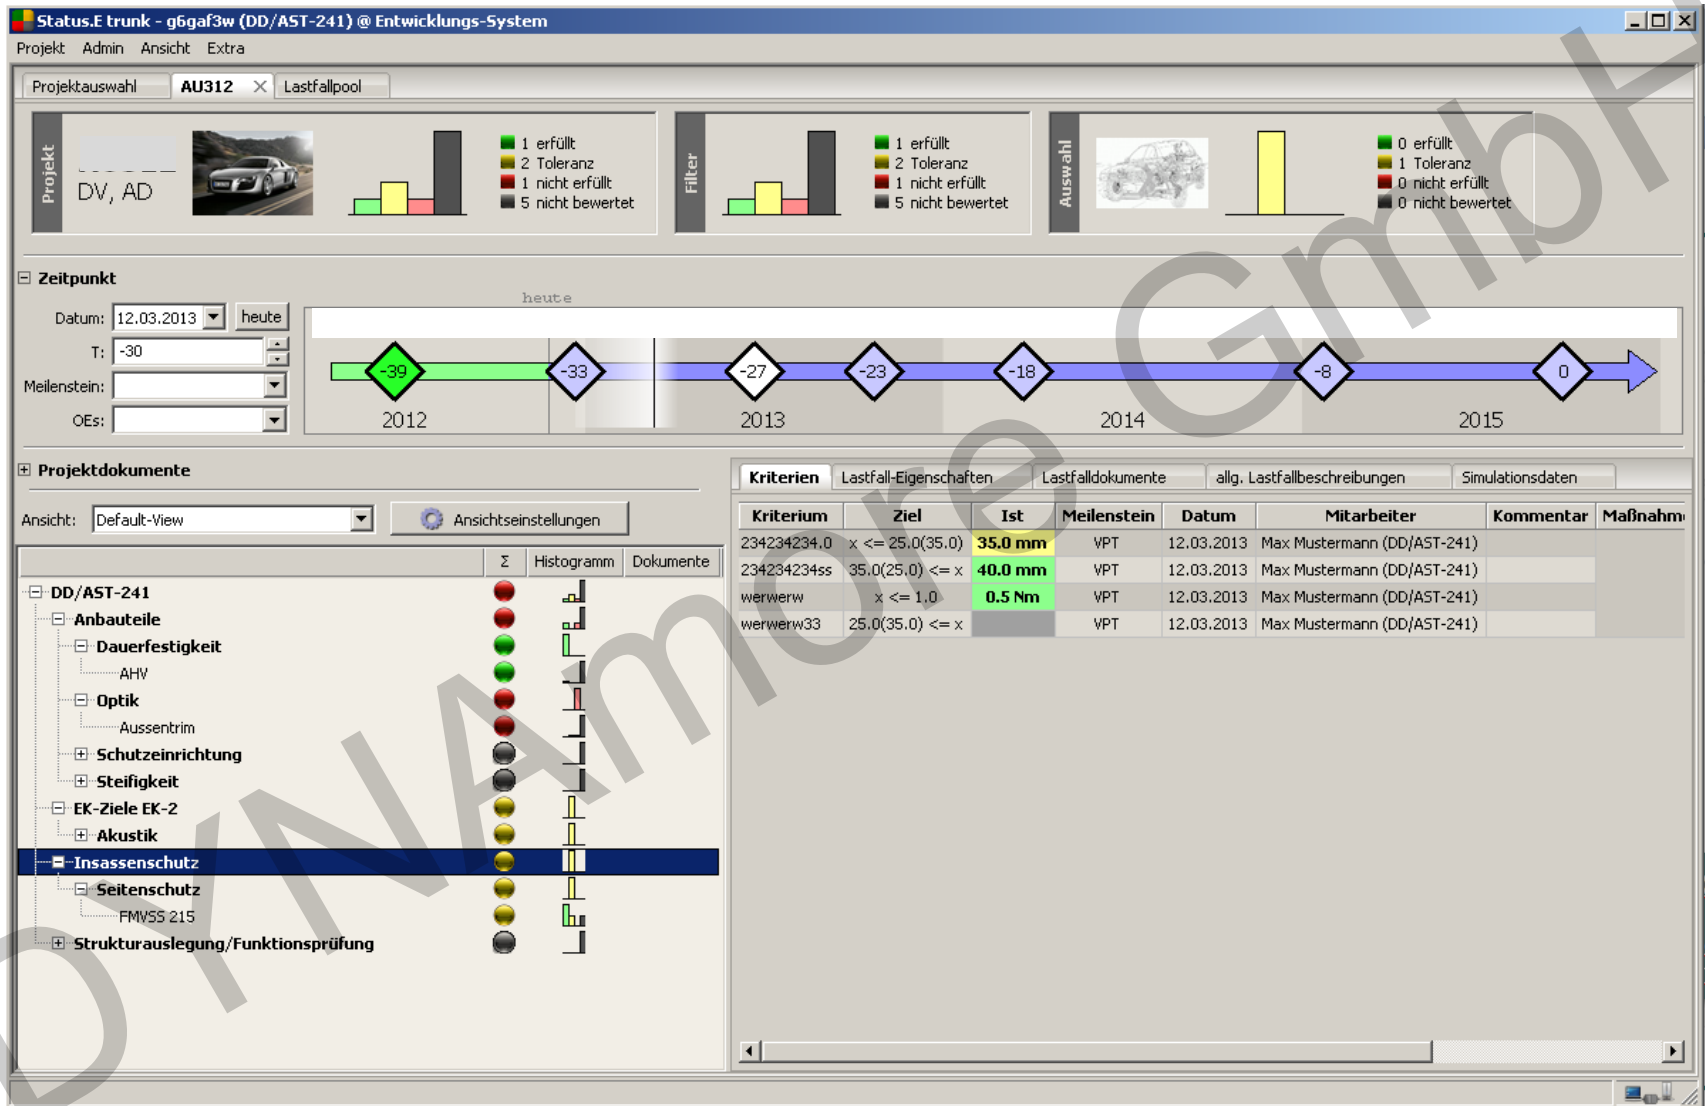 Status.E trunk - g6gaf3w (DD/AST-241) @ Entwicklungs-System
Projekt Admin Ansicht Extra
Projektauswahl AU312 Lastfallpool
Projekt
DV, AD
1 erfüllt
2 Toleranz
1 nicht erfüllt
5 nicht bewertet
Filter
1 erfüllt
2 Toleranz
1 nicht erfüllt
5 nicht bewertet
Auswahl
0 erfüllt
1 Toleranz
0 nicht erfüllt
0 nicht bewertet
Zeitpunkt
heute
Datum: 12.03.2013 heute
T: -30
Meilenstein:
OEs:
-39 -33 -27 -23 -18 -8 0
2012 2013 2014 2015
Projektdokumente
Ansicht: Default-View Ansichtseinstellungen
Σ Histogramm Dokumente
DD/AST-241
Anbauteile
Dauerfestigkeit
AHV
Optik
Aussentrim
Schutzeinrichtung
Steifigkeit
EK-Ziele EK-2
Akustik
Insassenschutz
Seitenschutz
FMVSS 215
Strukturauslegung/Funktionsprüfung
Kriterien Lastfall-Eigenschaften Lastfalldokumente allg. Lastfallbeschreibungen Simulationsdaten
Kriterium Ziel Ist Meilenstein Datum Mitarbeiter Kommentar Maßnahm
234234234.0 x <= 25.0(35.0) 35.0 mm VPT 12.03.2013 Max Mustermann (DD/AST-241)
234234234ss 35.0(25.0) <= x 40.0 mm VPT 12.03.2013 Max Mustermann (DD/AST-241)
werwerw x <= 1.0 0.5 Nm VPT 12.03.2013 Max Mustermann (DD/AST-241)
werwerw33 25.0(35.0) <= x VPT 12.03.2013 Max Mustermann (DD/AST-241)
DYNAmore GmbH